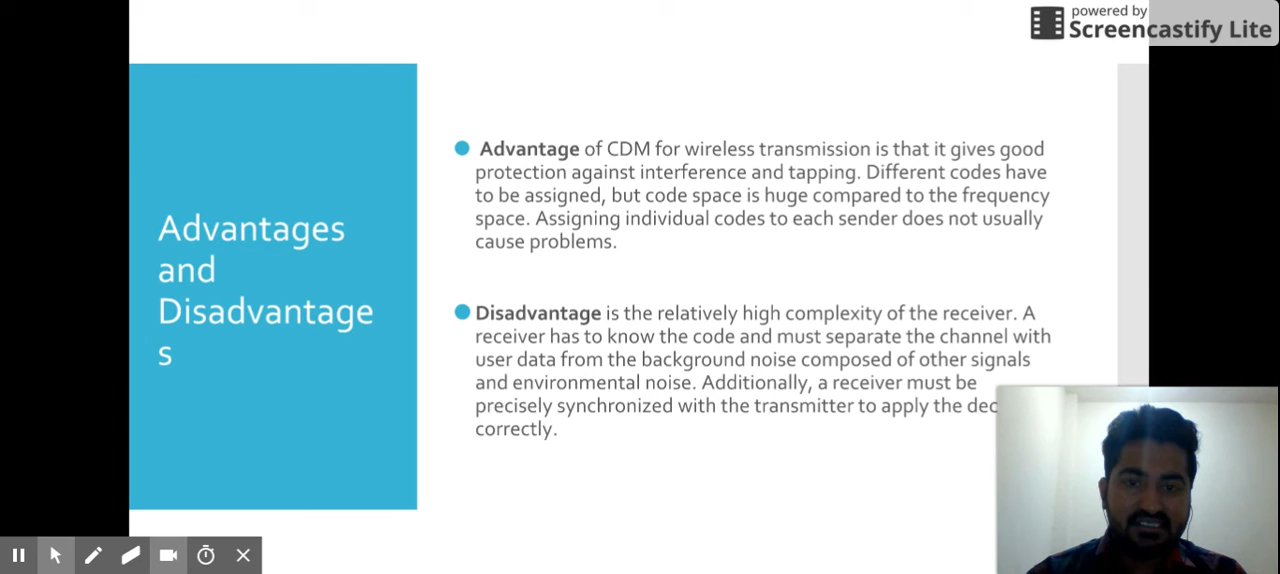 powered by
Screencastify Lite
Advantages
and
Disadvantage
s
Advantage of CDM for wireless transmission is that it gives good
protection against interference and tapping. Different codes have
to be assigned, but code space is huge compared to the frequency
space. Assigning individual codes to each sender does not usually
cause problems.
Disadvantage is the relatively high complexity of the receiver. A
receiver has to know the code and must separate the channel with
user data from the background noise composed of other signals
and environmental noise. Additionally, a receiver must be
precisely synchronized with the transmitter to apply the
correctly.